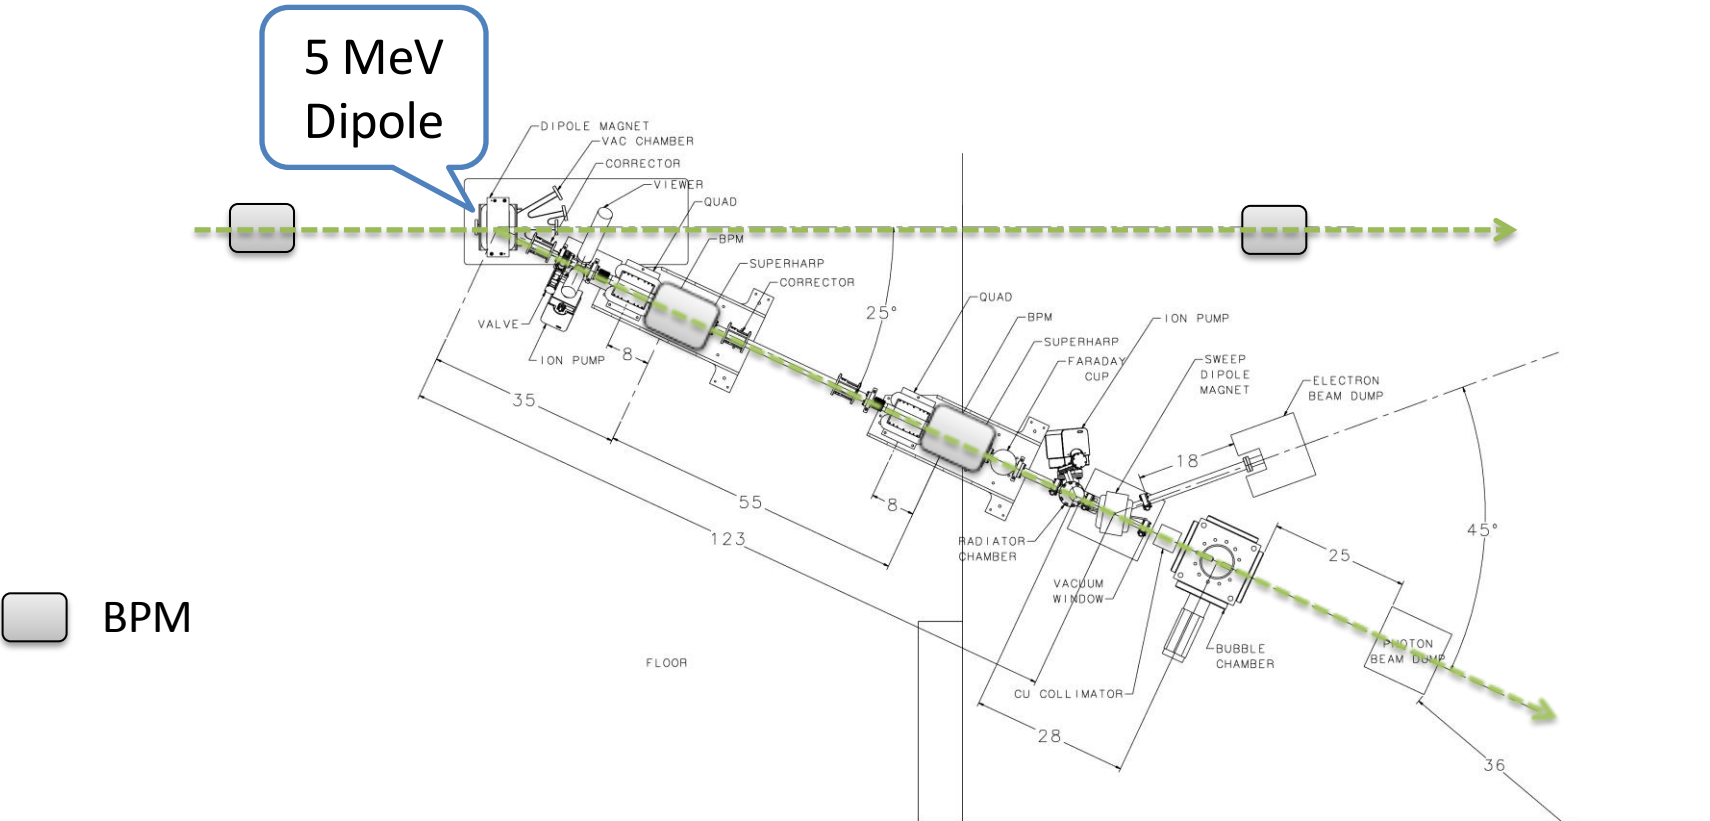 5 MeV
Dipole
DIPOLE MAGNET
VAC CHAMBER
CORRECTOR
VIEWER
QUAD
BPM
SUPERHARP
CORRECTOR
25°
QUAD
BPM
ION PUMP
SUPERHARP
FARADAY
CUP
SWEEP
DIPOLE
MAGNET
ELECTRON
BEAM DUMP
VALVE
ION PUMP
8
35
18
55
8
123
45°
25
RADIATOR
CHAMBER
VACUUM
WINDOW
BPM
FLOOR
BUBBLE
CHAMBER
PHOTON
BEAM DUMP
CU COLLIMATOR
28
36